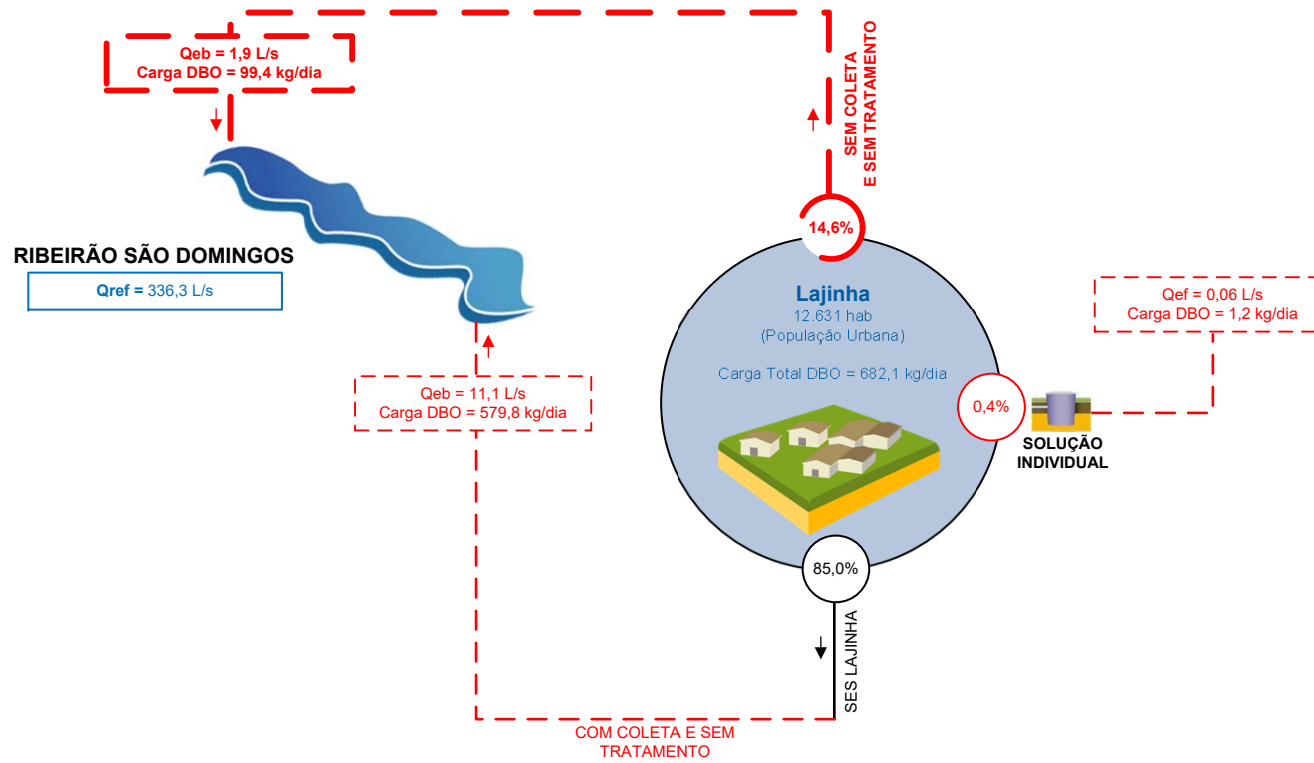 Qeb = 1,9 L/s
Carga DBO = 99,4 kg/dia
SEM COLETA
E SEM TRATAMENTO
14,6%
RIBEIRÃO SÃO DOMINGOS
Qref = 336,3 L/s
Lajinha
12.631 hab
(População Urbana)
Carga Total DBO = 682,1 kg/dia
Qef = 0,06 L/s
Carga DBO = 1,2 kg/dia
Qeb = 11,1 L/s
Carga DBO = 579,8 kg/dia
0,4%
SOLUÇÃO
INDIVIDUAL
85,0%
SES LAJINHA
COM COLETA E SEM
TRATAMENTO